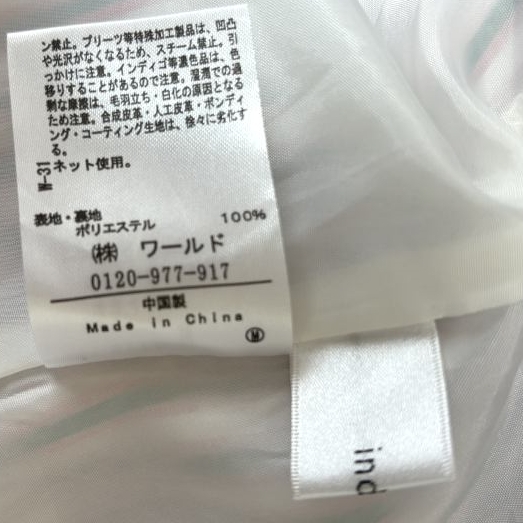 ン禁止。プリーツ等特殊加工製品は、凹凸
や光沢がなくなるため、スチーム禁止。引
っかけに注意。インディゴ等濃色品は、色
移りすることがあるので注意。湿潤での過
剰な摩擦は、毛羽立ち・白化の原因となる
ため注意。合成皮革・人工皮革・ボンディ
ング・コーティング生地は、徐々に劣化す
る。
W-31
ネット使用。
表地・裏地
ポリエステル 100%
㈱ ワールド
0120-977-917
中国製
Made in China
M
ind